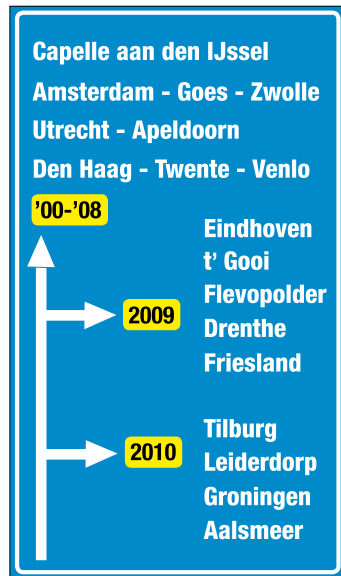 Capelle aan den IJssel
Amsterdam - Goes - Zwolle
Utrecht - Apeldoorn
Den Haag - Twente - Venlo
’00-’08
Eindhoven
t’ Gooi
Flevopolder
2009
Drenthe
Friesland
Tilburg
2010
Leiderdorp
Groningen
Aalsmeer